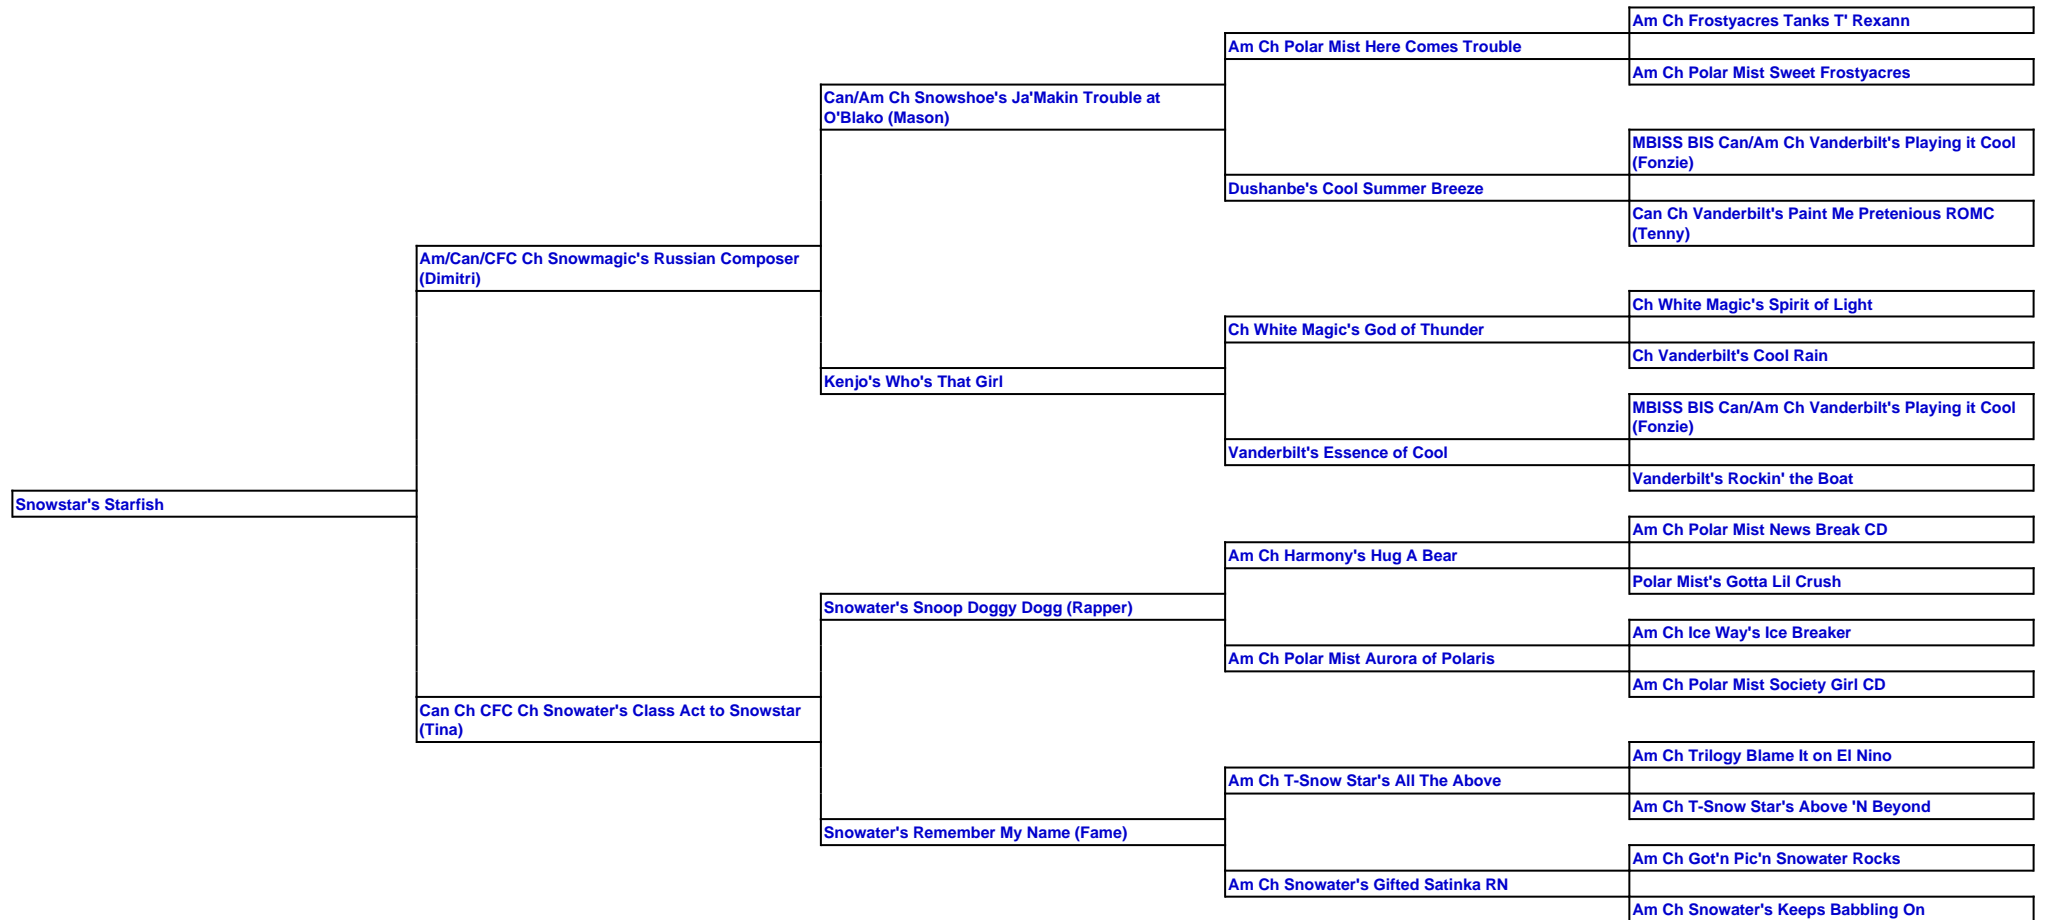 Am Ch Frostyacres Tanks T' Rexann
Am Ch Polar Mist Here Comes Trouble
Am Ch Polar Mist Sweet Frostyacres
Can/Am Ch Snowshoe's Ja'Makin Trouble at
O'Blako (Mason)
MBISS BIS Can/Am Ch Vanderbilt's Playing it Cool
(Fonzie)
Dushanbe's Cool Summer Breeze
Can Ch Vanderbilt's Paint Me Pretenious ROMC
(Tenny)
Am/Can/CFC Ch Snowmagic's Russian Composer
(Dimitri)
Ch White Magic's Spirit of Light
Ch White Magic's God of Thunder
Ch Vanderbilt's Cool Rain
Kenjo's Who's That Girl
MBISS BIS Can/Am Ch Vanderbilt's Playing it Cool
(Fonzie)
Vanderbilt's Essence of Cool
Vanderbilt's Rockin' the Boat
Snowstar's Starfish
Am Ch Polar Mist News Break CD
Am Ch Harmony's Hug A Bear
Polar Mist's Gotta Lil Crush
Snowater's Snoop Doggy Dogg (Rapper)
Am Ch Ice Way's Ice Breaker
Am Ch Polar Mist Aurora of Polaris
Am Ch Polar Mist Society Girl CD
Can Ch CFC Ch Snowater's Class Act to Snowstar
(Tina)
Am Ch Trilogy Blame It on El Nino
Am Ch T-Snow Star's All The Above
Am Ch T-Snow Star's Above 'N Beyond
Snowater's Remember My Name (Fame)
Am Ch Got'n Pic'n Snowater Rocks
Am Ch Snowater's Gifted Satinka RN
Am Ch Snowater's Keeps Babbling On